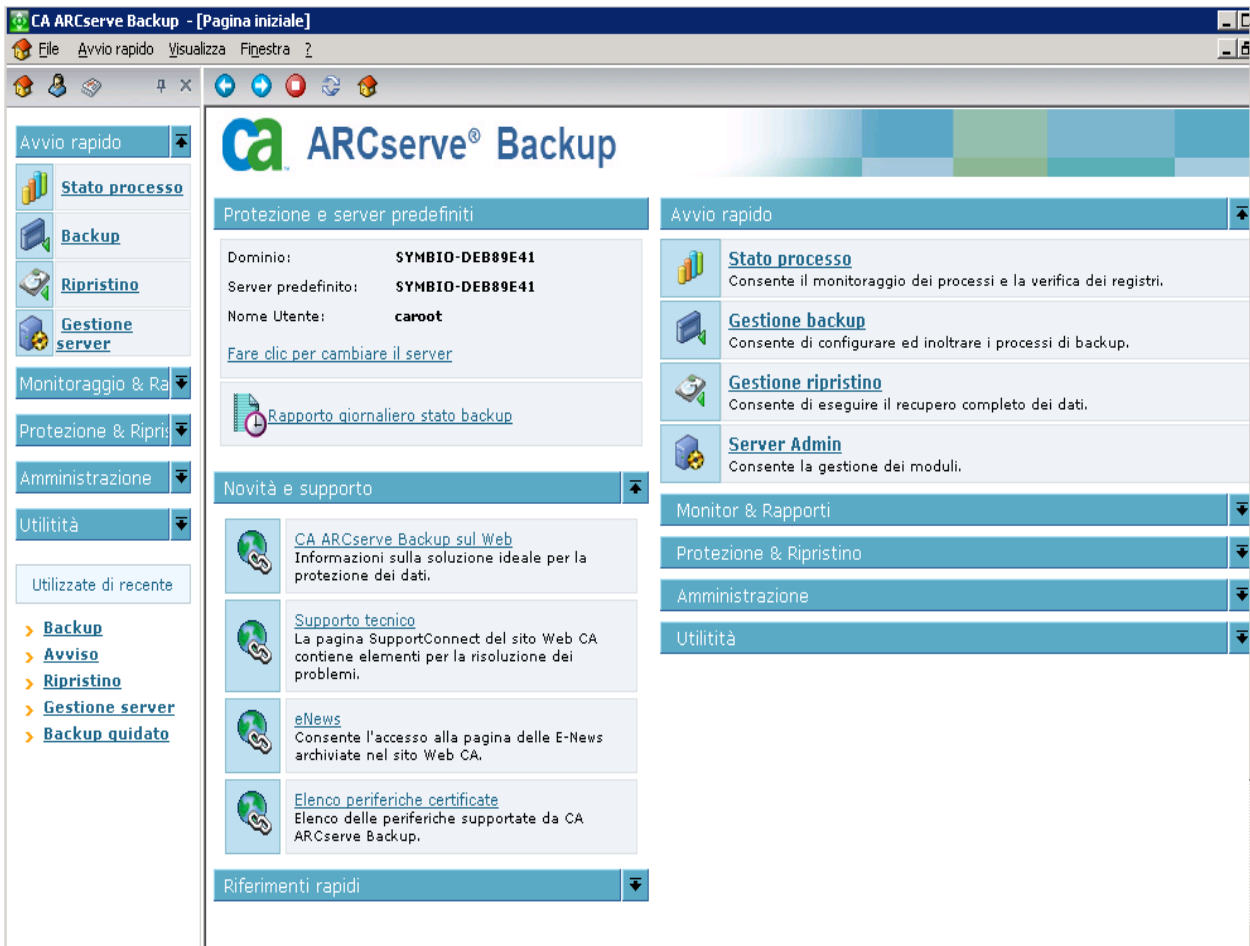 CA ARCserve Backup - [Pagina iniziale]
File Avvio rapido Visualizza Finestra ?
Avvio rapido
Stato processo
Backup
Ripristino
Gestione
server
Monitoraggio & Ra
Protezione & Ripris
Amministrazione
Utilitità
Utilizzate di recente
Backup
Avviso
Ripristino
Gestione server
Backup guidato
ca ARCserve® Backup
Protezione e server predefiniti
Dominio: SYMBIO-DEB89E41
Server predefinito: SYMBIO-DEB89E41
Nome Utente: caroot
Fare clic per cambiare il server
Rapporto giornaliero stato backup
Novità e supporto
CA ARCserve Backup sul Web
Informazioni sulla soluzione ideale per la
protezione dei dati.
Supporto tecnico
La pagina SupportConnect del sito Web CA
contiene elementi per la risoluzione dei
problemi.
eNews
Consente l'accesso alla pagina delle E-News
archiviate nel sito Web CA.
Elenco periferiche certificate
Elenco delle periferiche supportate da CA
ARCserve Backup.
Riferimenti rapidi
Avvio rapido
Stato processo
Consente il monitoraggio dei processi e la verifica dei registri.
Gestione backup
Consente di configurare ed inoltrare i processi di backup.
Gestione ripristino
Consente di eseguire il recupero completo dei dati.
Server Admin
Consente la gestione dei moduli.
Monitor & Rapporti
Protezione & Ripristino
Amministrazione
Utilitità